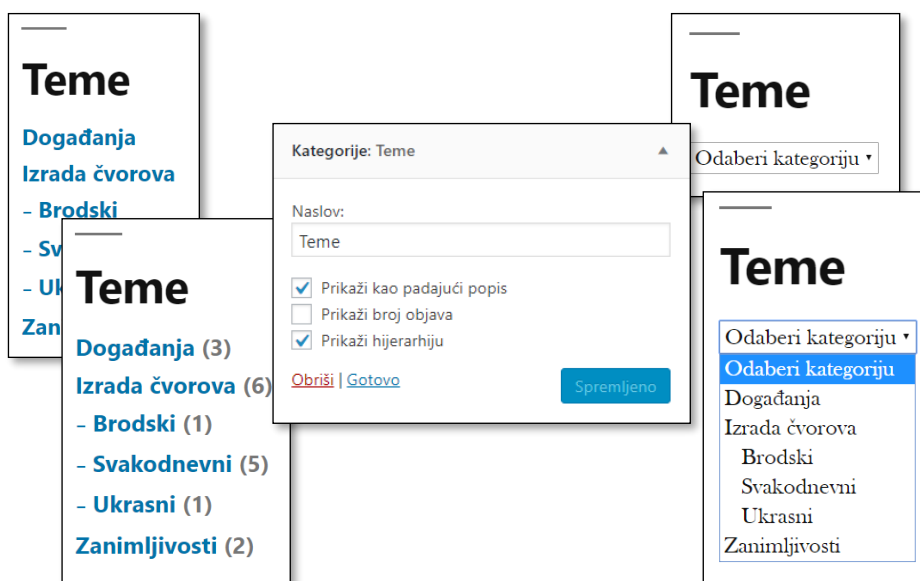 Teme
Događanja
Izrada čvorova
– Brodski
– Sv
– Uk
Zan
Teme
Događanja (3)
Izrada čvorova (6)
– Brodski (1)
– Svakodnevni (5)
– Ukrasni (1)
Zanimljivosti (2)
Kategorije: Teme
Naslov:
Teme
Prikaži kao padajući popis
Prikaži broj objava
Prikaži hijerarhiju
Obriši | Gotovo
Spremljeno
Teme
Odaberi kategoriju
Teme
Odaberi kategoriju
Odaberi kategoriju
Događanja
Izrada čvorova
Brodski
Svakodnevni
Ukrasni
Zanimljivosti